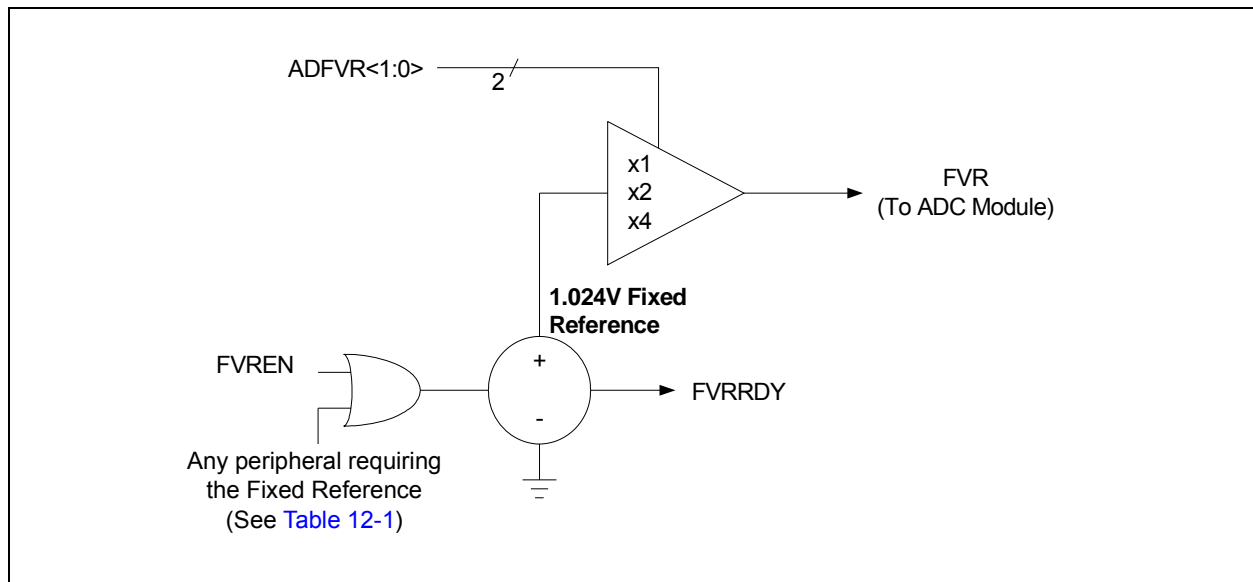 ADFVR<1:0>
2
x1
x2
x4
FVR
(To ADC Module)
1.024V Fixed
Reference
FVREN
+
-
FVRRDY
Any peripheral requiring
the Fixed Reference
(See Table 12-1)